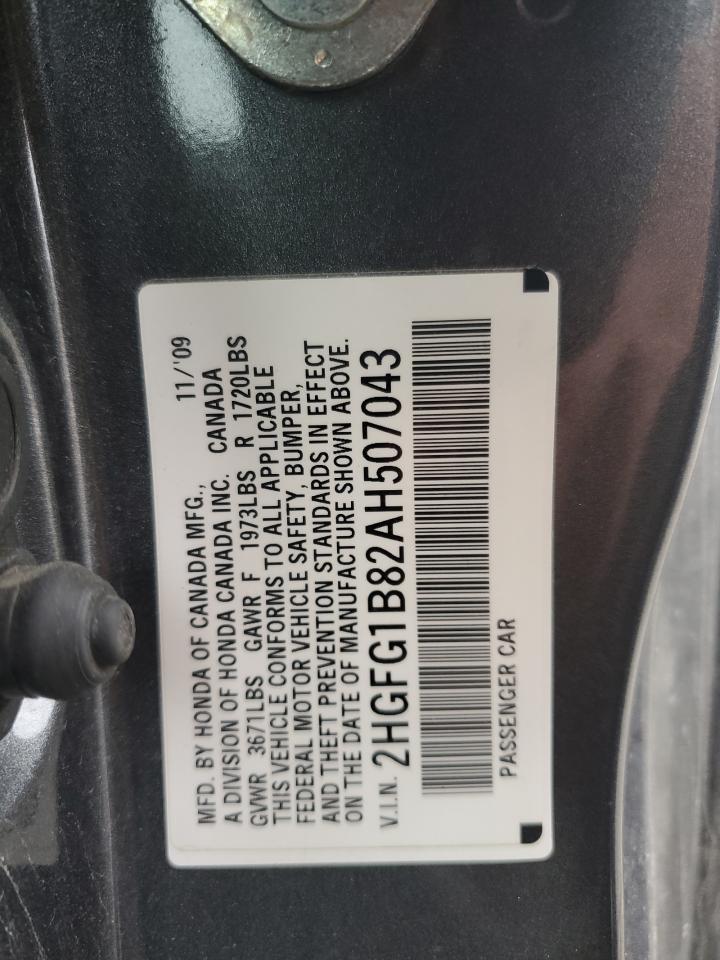 MFD. BY HONDA OF CANADA MFG., 11/'09
A DIVISION OF HONDA CANADA INC. CANADA
GVWR 3671LBS GAWR F 1973LBS R 1720LBS
THIS VEHICLE CONFORMS TO ALL APPLICABLE
FEDERAL MOTOR VEHICLE SAFETY, BUMPER,
AND THEFT PREVENTION STANDARDS IN EFFECT
ON THE DATE OF MANUFACTURE SHOWN ABOVE.
V.I.N. 2HGFG1B82AH507043
PASSENGER CAR